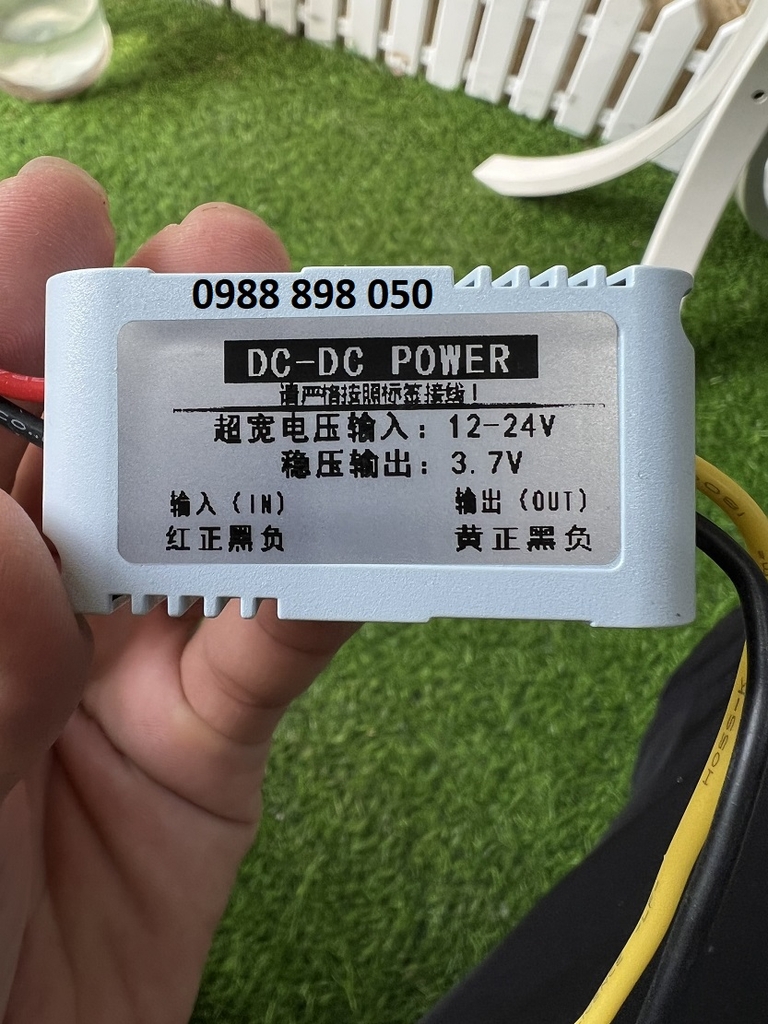 0988 898 050
DC-DC POWER
请严格按照标签接线！
超宽电压输入：12-24V
稳压输出：3.7V
输入（IN）
输出（OUT）
红正黑负
黄正黑负